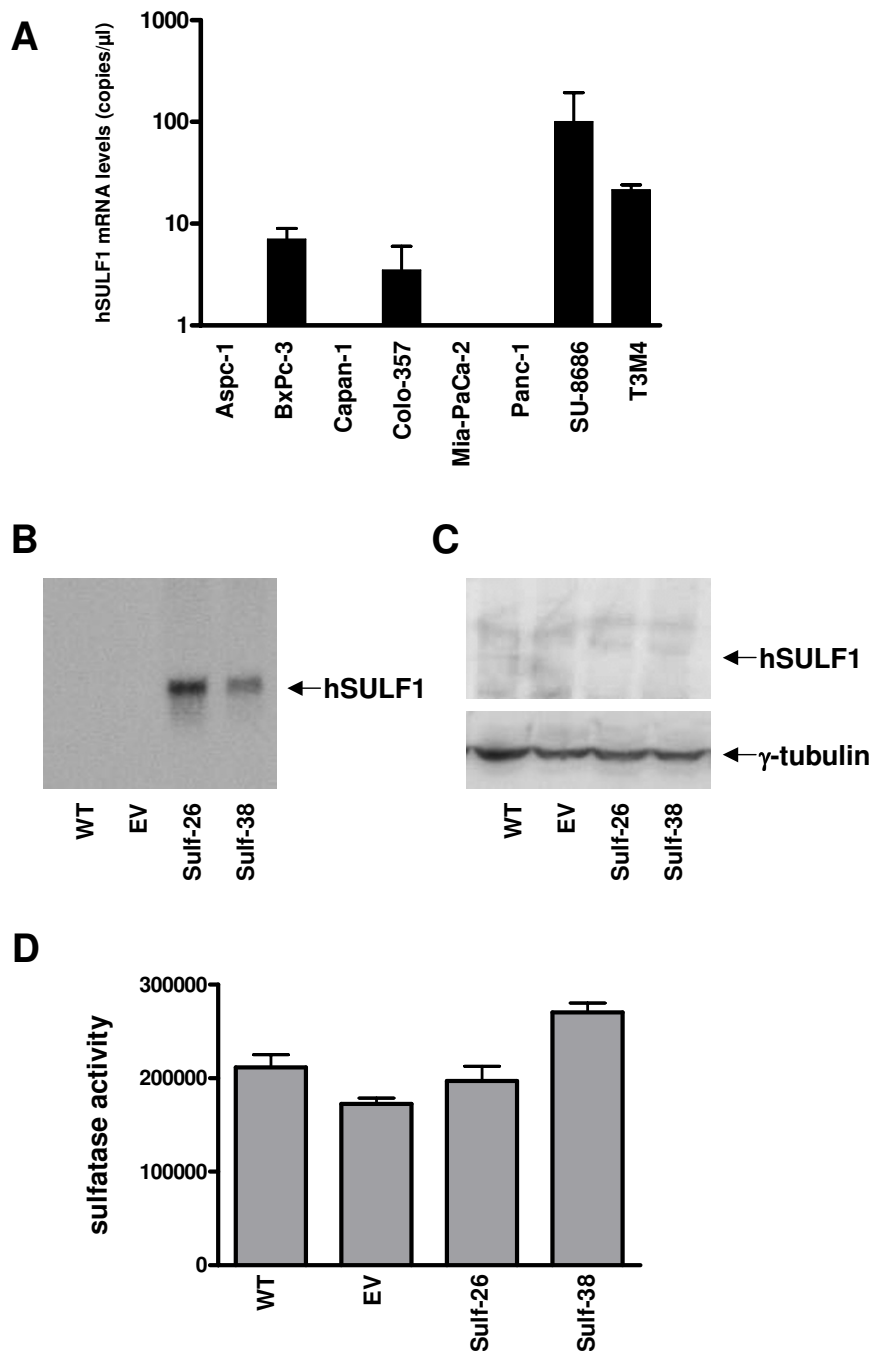 A
hSULF1 mRNA levels (copies/µl)
1000
100
10
1
Aspc-1
BxPc-3
Capan-1
Colo-357
Mia-PaCa-2
Panc-1
SU-8686
T3M4
B
hSULF1
WT
EV
Sulf-26
Sulf-38
C
hSULF1
γ-tubulin
WT
EV
Sulf-26
Sulf-38
D
sulfatase activity
300000
200000
100000
0
WT
EV
Sulf-26
Sulf-38